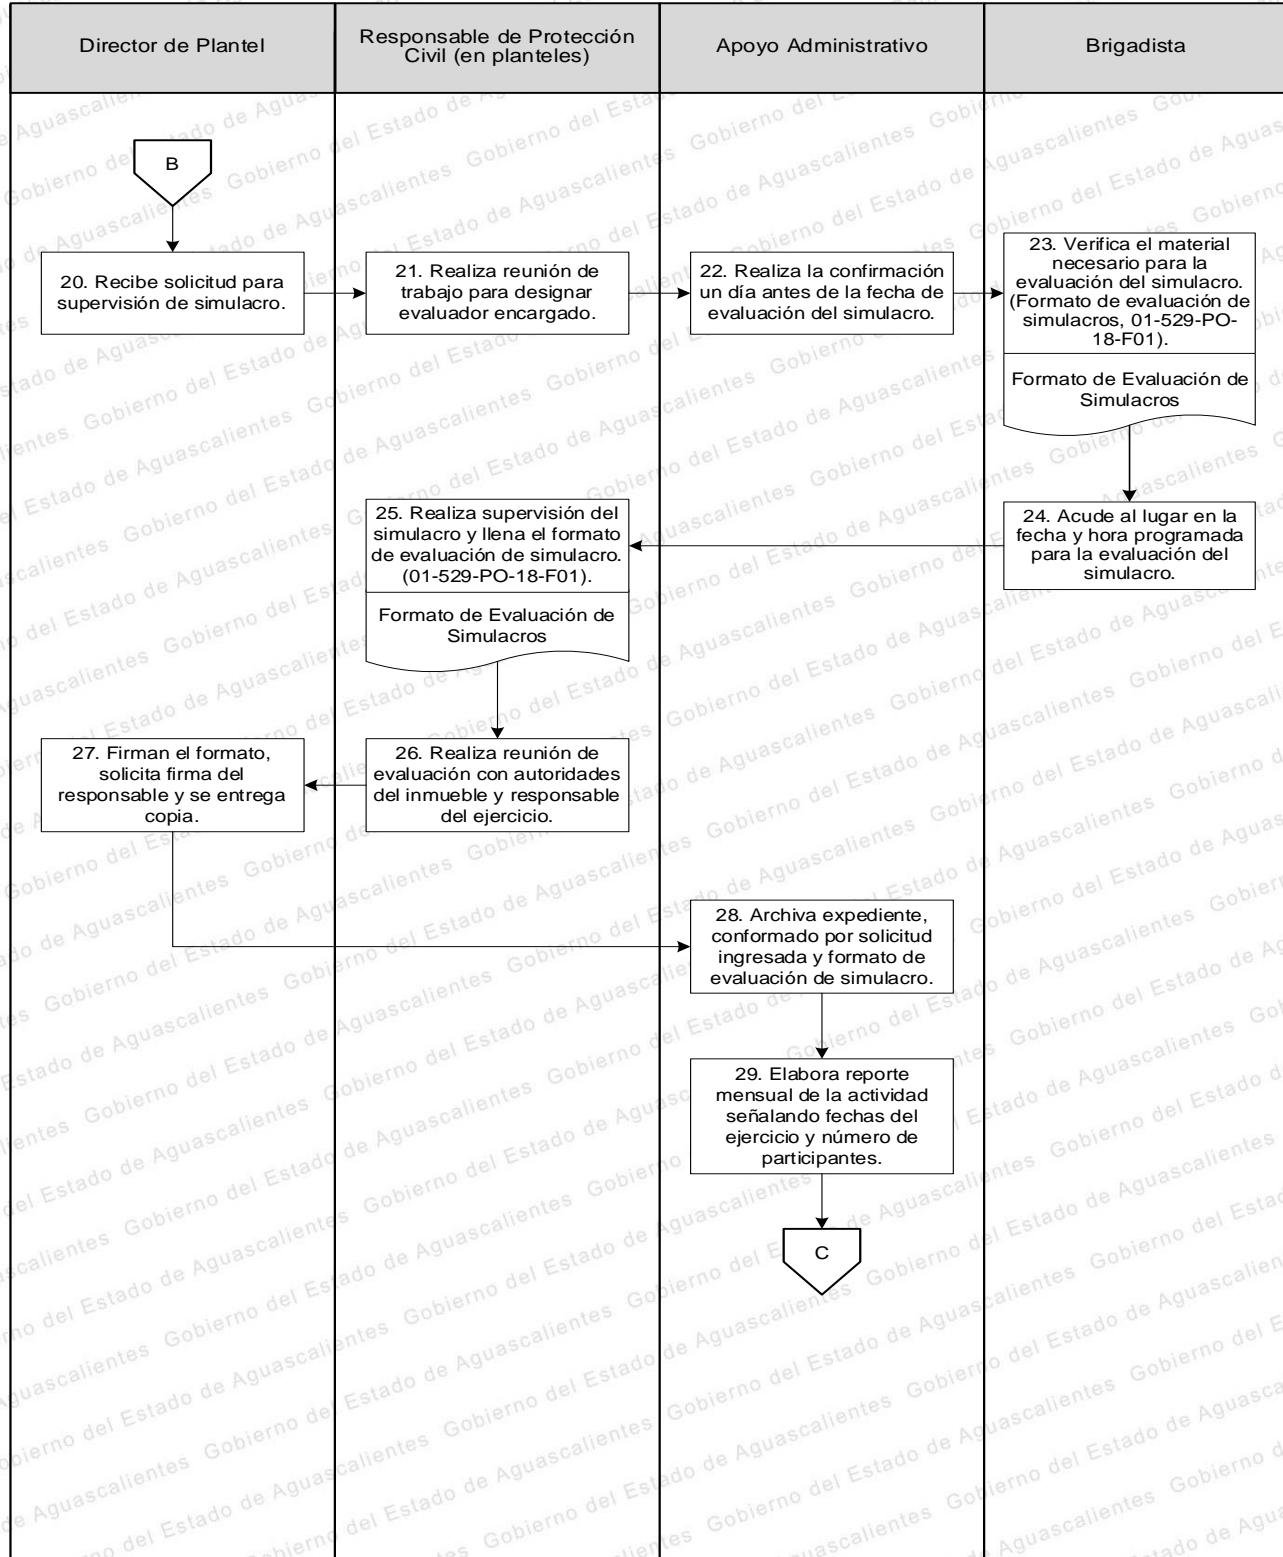 Director de Plantel
Responsable de Protección
Civil (en planteles)
Apoyo Administrativo
Brigadista
B
20. Recibe solicitud para
supervisión de simulacro.
21. Realiza reunión de
trabajo para designar
evaluador encargado.
22. Realiza la confirmación
un día antes de la fecha de
evaluación del simulacro.
23. Verifica el material
necesario para la
evaluación del simulacro.
(Formato de evaluación de
simulacros, 01-529-PO-
18-F01).
Formato de Evaluación de
Simulacros
24. Acude al lugar en la
fecha y hora programada
para la evaluación del
simulacro.
25. Realiza supervisión del
simulacro y llena el formato
de evaluación de simulacro.
(01-529-PO-18-F01).
Formato de Evaluación de
Simulacros
26. Realiza reunión de
evaluación con autoridades
del inmueble y responsable
del ejercicio.
27. Firman el formato,
solicita firma del
responsable y se entrega
copia.
28. Archiva expediente,
conformado por solicitud
ingresada y formato de
evaluación de simulacro.
29. Elabora reporte
mensual de la actividad
señalando fechas del
ejercicio y número de
participantes.
C
Gobierno del Estado de Aguascalientes